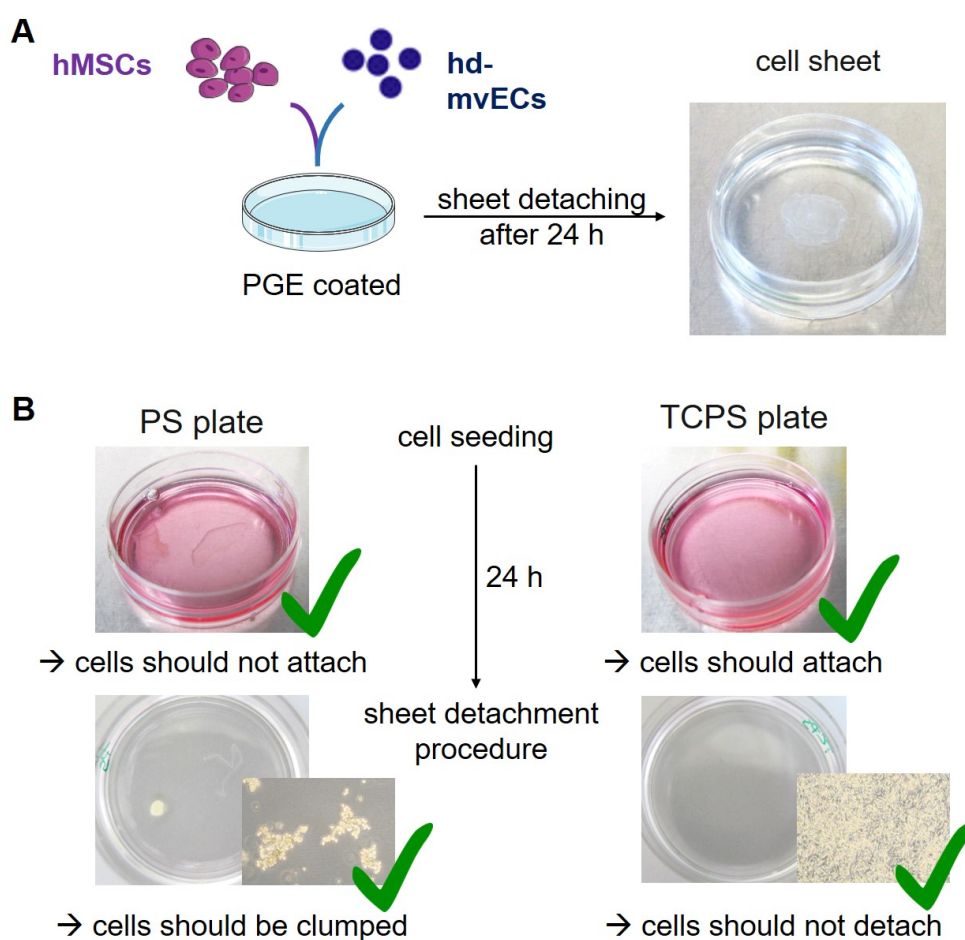 A
hMSCs
hd-
mvECs
cell sheet
sheet detaching
after 24 h
PGE coated
B
PS plate
cell seeding
TCPS plate
24 h
→ cells should not attach
→ cells should attach
sheet detachment
procedure
→ cells should be clumped
→ cells should not detach